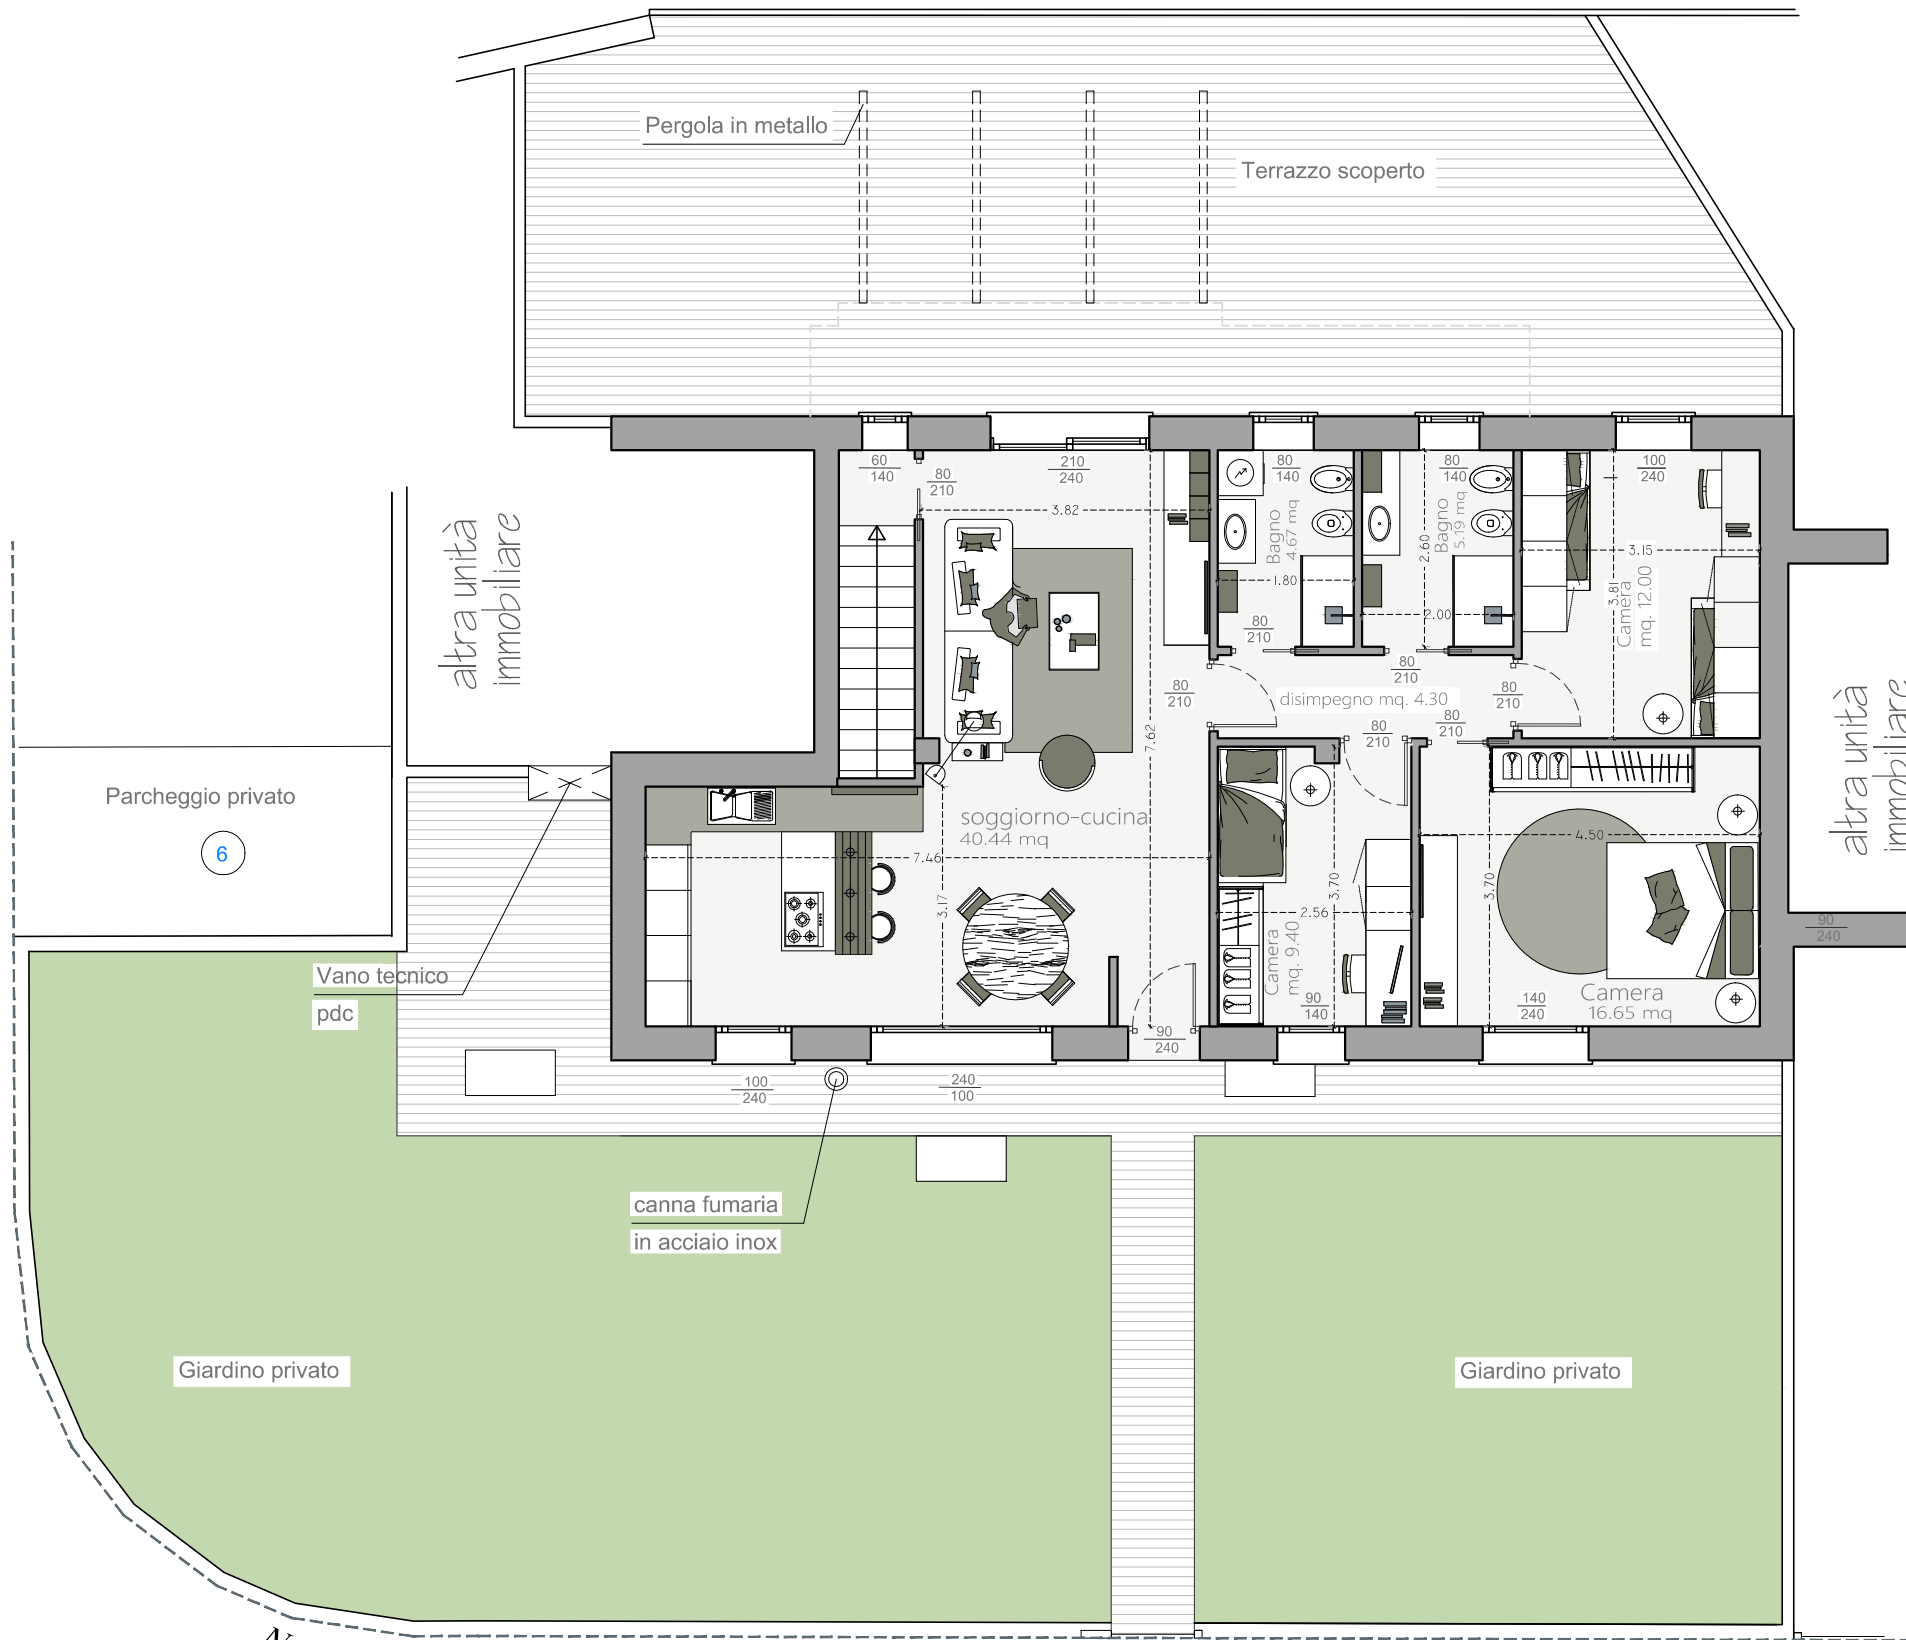 Pergola in metallo
Terrazzo scoperto
60
140
80
210
210
240
80
140
80
140
100
240
3.82
Bagno
4.67 mq
Bagno
5.19 mq
2.60
3.15
3.81
Camera
mq. 12.00
1.80
2.00
80
210
80
210
80
210
80
210
80
210
80
210
disimpegno mq. 4.30
altra unità
immobiliare
altra unità
immobiliare
7.62
Parcheggio privato
6
soggiorno-cucina
40.44 mq
7.46
3.17
3.70
2.56
Camera
mq. 9.40
90
140
4.50
3.70
Camera
16.65 mq
140
240
90
240
90
240
Vano tecnico
pdc
100
240
240
100
canna fumaria
in acciaio inox
Giardino privato
Giardino privato
N